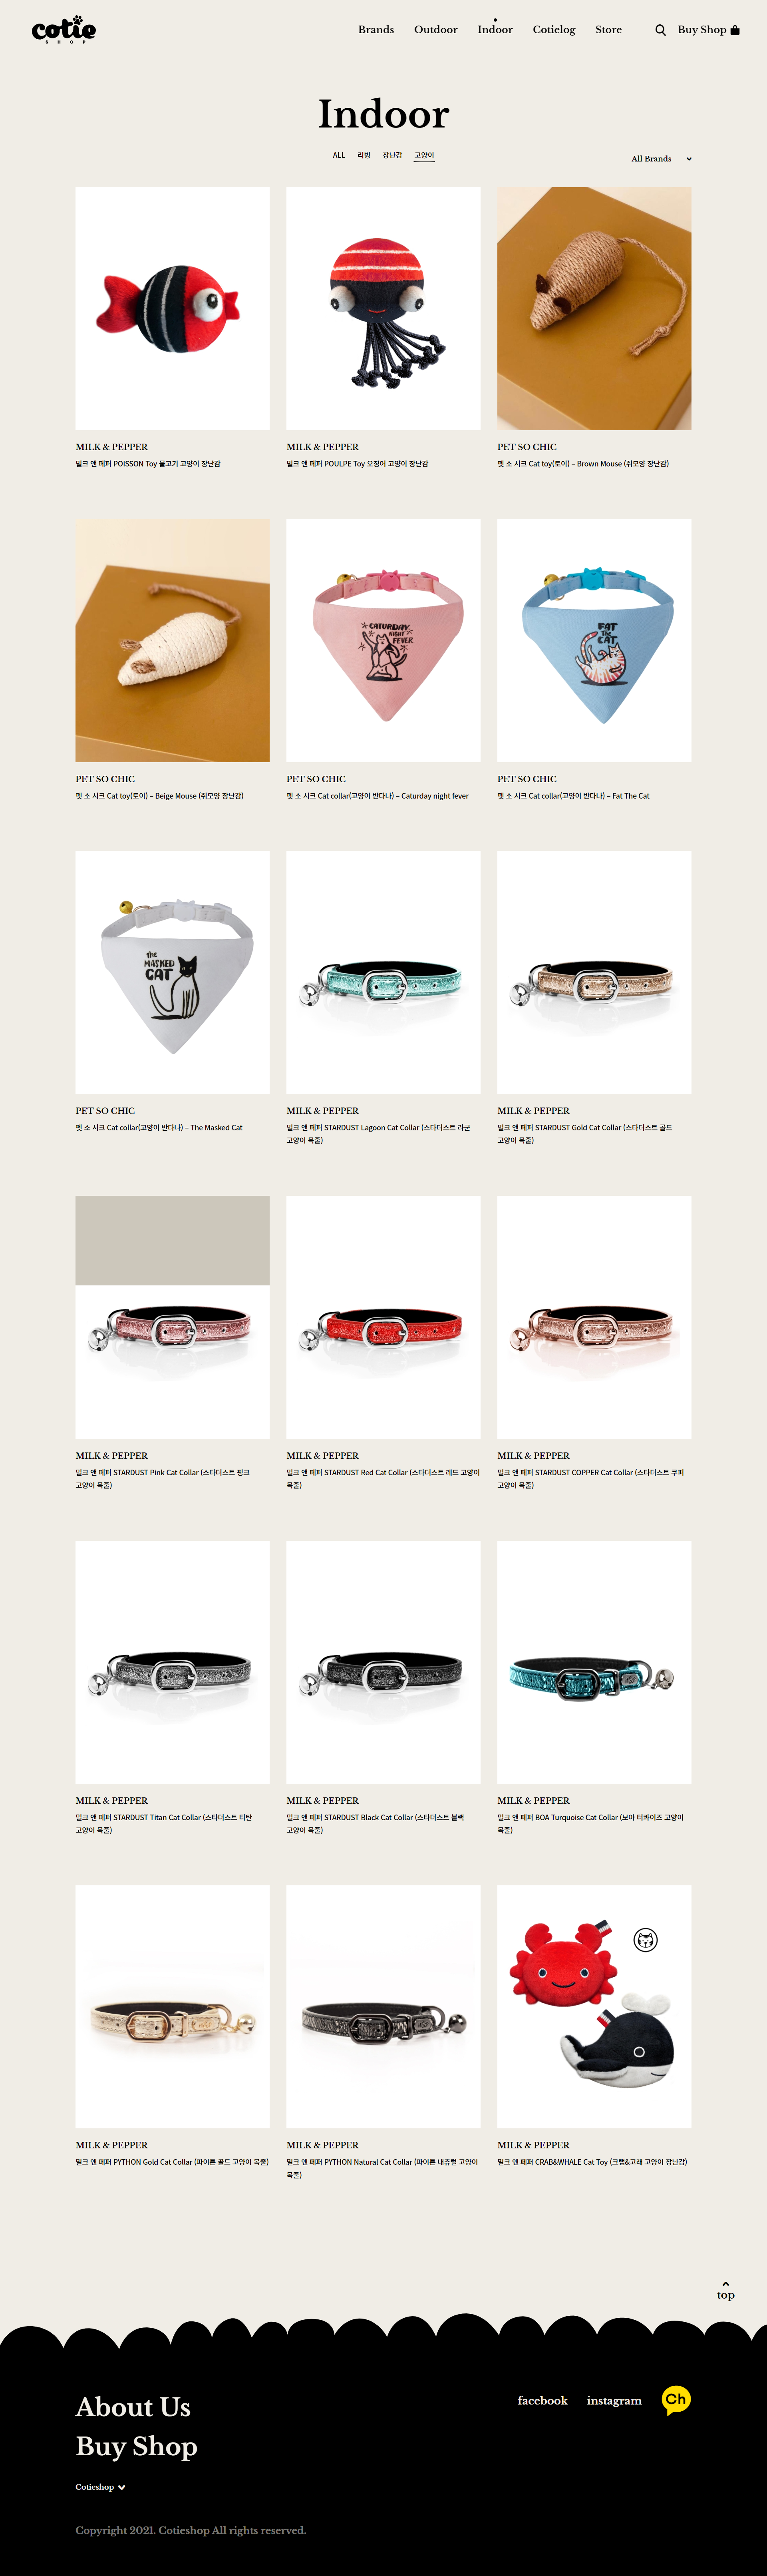 cotie
SHOP
Brands
Outdoor
Indoor
Cotielog
Store
Buy Shop
Indoor
ALL
리빙
장난감
고양이
All Brands
MILK & PEPPER
밀크 앤 페퍼 POISSON Toy 물고기 고양이 장난감
MILK & PEPPER
밀크 앤 페퍼 POULPE Toy 오징어 고양이 장난감
PET SO CHIC
펫 소 시크 Cat toy(토이) – Brown Mouse (쥐모양 장난감)
CATURDAY
NIGHT
FEVER
FAT
THE
CAT
PET SO CHIC
펫 소 시크 Cat toy(토이) – Beige Mouse (쥐모양 장난감)
PET SO CHIC
펫 소 시크 Cat collar(고양이 반다나) – Caturday night fever
PET SO CHIC
펫 소 시크 Cat collar(고양이 반다나) – Fat The Cat
THE
MASKED
CAT
PET SO CHIC
펫 소 시크 Cat collar(고양이 반다나) – The Masked Cat
MILK & PEPPER
밀크 앤 페퍼 STARDUST Lagoon Cat Collar (스타더스트 라군
고양이 목줄)
MILK & PEPPER
밀크 앤 페퍼 STARDUST Gold Cat Collar (스타더스트 골드
고양이 목줄)
MILK & PEPPER
밀크 앤 페퍼 STARDUST Pink Cat Collar (스타더스트 핑크
고양이 목줄)
MILK & PEPPER
밀크 앤 페퍼 STARDUST Red Cat Collar (스타더스트 레드 고양이
목줄)
MILK & PEPPER
밀크 앤 페퍼 STARDUST COPPER Cat Collar (스타더스트 쿠퍼
고양이 목줄)
MILK & PEPPER
밀크 앤 페퍼 STARDUST Titan Cat Collar (스타더스트 티탄
고양이 목줄)
MILK & PEPPER
밀크 앤 페퍼 STARDUST Black Cat Collar (스타더스트 블랙
고양이 목줄)
MILK & PEPPER
밀크 앤 페퍼 BOA Turquoise Cat Collar (보아 터콰이즈 고양이
목줄)
MILK & PEPPER
밀크 앤 페퍼 PYTHON Gold Cat Collar (파이톤 골드 고양이 목줄)
MILK & PEPPER
밀크 앤 페퍼 PYTHON Natural Cat Collar (파이톤 내츄럴 고양이
목줄)
MILK & PEPPER
밀크 앤 페퍼 CRAB&WHALE Cat Toy (크랩&고래 고양이 장난감)
top
About Us
Buy Shop
facebook
instagram
Ch
Cotieshop
Copyright 2021. Cotieshop All rights reserved.